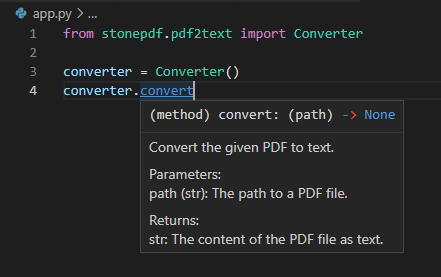 app.py > ...
1 from stonepdf.pdf2text import Converter
2
3 converter = Converter()
4 converter.convert
(method) convert: (path) -> None
Convert the given PDF to text.
Parameters:
path (str): The path to a PDF file.
Returns:
str: The content of the PDF file as text.